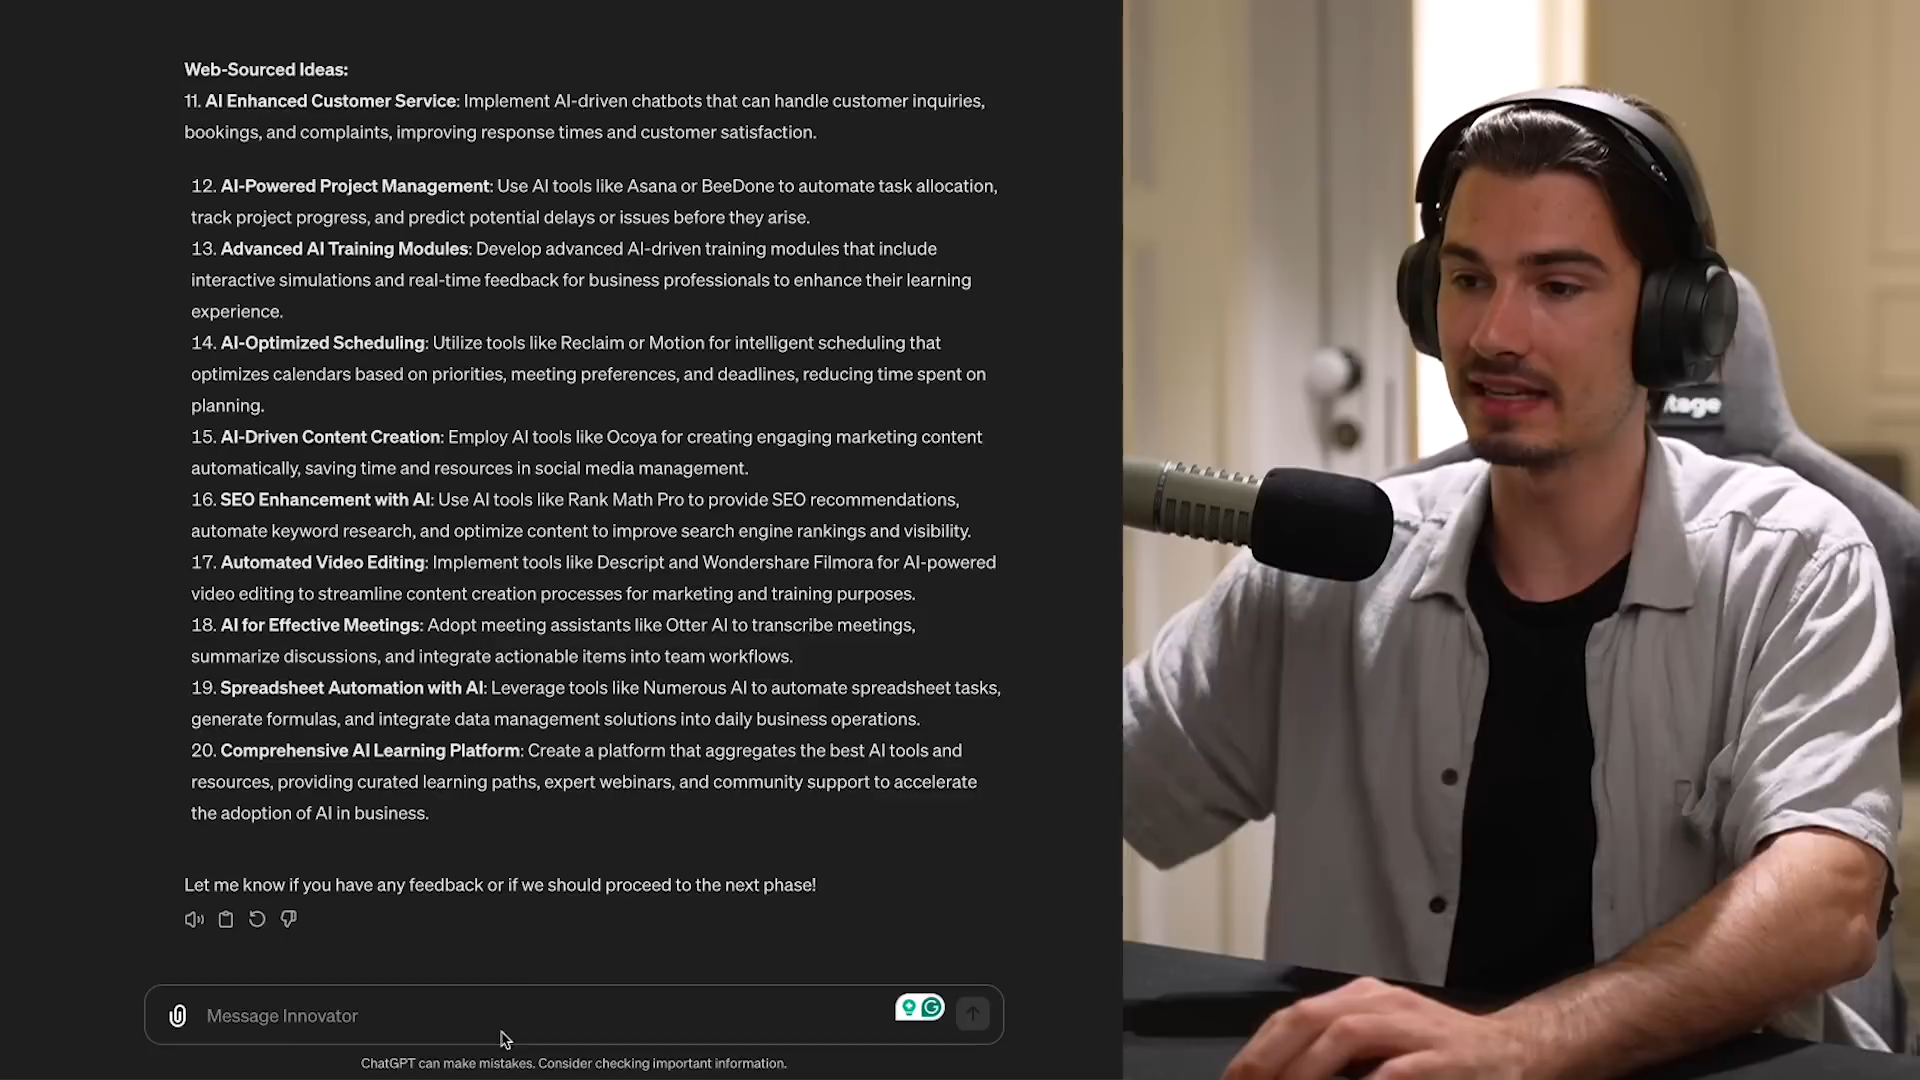 Web-Sourced Ideas:
11. AI Enhanced Customer Service: Implement AI-driven chatbots that can handle customer inquiries,
bookings, and complaints, improving response times and customer satisfaction.
12. AI-Powered Project Management: Use AI tools like Asana or BeeDone to automate task allocation,
track project progress, and predict potential delays or issues before they arise.
13. Advanced AI Training Modules: Develop advanced AI-driven training modules that include
interactive simulations and real-time feedback for business professionals to enhance their learning
experience.
14. AI-Optimized Scheduling: Utilize tools like Reclaim or Motion for intelligent scheduling that
optimizes calendars based on priorities, meeting preferences, and deadlines, reducing time spent on
planning.
15. AI-Driven Content Creation: Employ AI tools like Ocoya for creating engaging marketing content
automatically, saving time and resources in social media management.
16. SEO Enhancement with AI: Use AI tools like Rank Math Pro to provide SEO recommendations,
automate keyword research, and optimize content to improve search engine rankings and visibility.
17. Automated Video Editing: Implement tools like Descript and Wondershare Filmora for AI-powered
video editing to streamline content creation processes for marketing and training purposes.
18. AI for Effective Meetings: Adopt meeting assistants like Otter AI to transcribe meetings,
summarize discussions, and integrate actionable items into team workflows.
19. Spreadsheet Automation with AI: Leverage tools like Numerous AI to automate spreadsheet tasks,
generate formulas, and integrate data management solutions into daily business operations.
20. Comprehensive AI Learning Platform: Create a platform that aggregates the best AI tools and
resources, providing curated learning paths, expert webinars, and community support to accelerate
the adoption of AI in business.
Let me know if you have any feedback or if we should proceed to the next phase!
Message Innovator
ChatGPT can make mistakes. Consider checking important information.